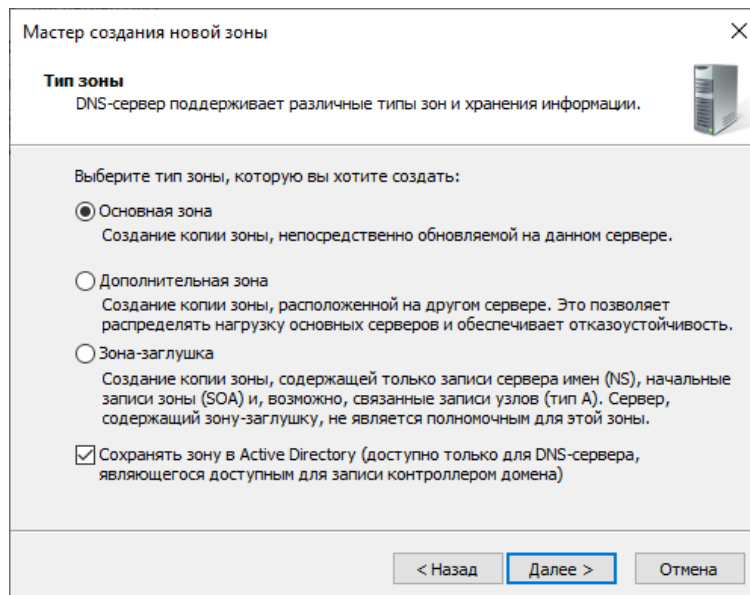 Мастер создания новой зоны
Тип зоны
DNS-сервер поддерживает различные типы зон и хранения информации.
Выберите тип зоны, которую вы хотите создать:
Основная зона
Создание копии зоны, непосредственно обновляемой на данном сервере.
Дополнительная зона
Создание копии зоны, расположенной на другом сервере. Это позволяет
распределять нагрузку основных серверов и обеспечивает отказоустойчивость.
Зона-заглушка
Создание копии зоны, содержащей только записи сервера имен (NS), начальные
записи зоны (SOA) и, возможно, связанные записи узлов (тип A). Сервер,
содержащий зону-заглушку, не является полномочным для этой зоны.
Сохранять зону в Active Directory (доступно только для DNS-сервера,
являющегося доступным для записи контроллером домена)
< Назад Далее > Отмена